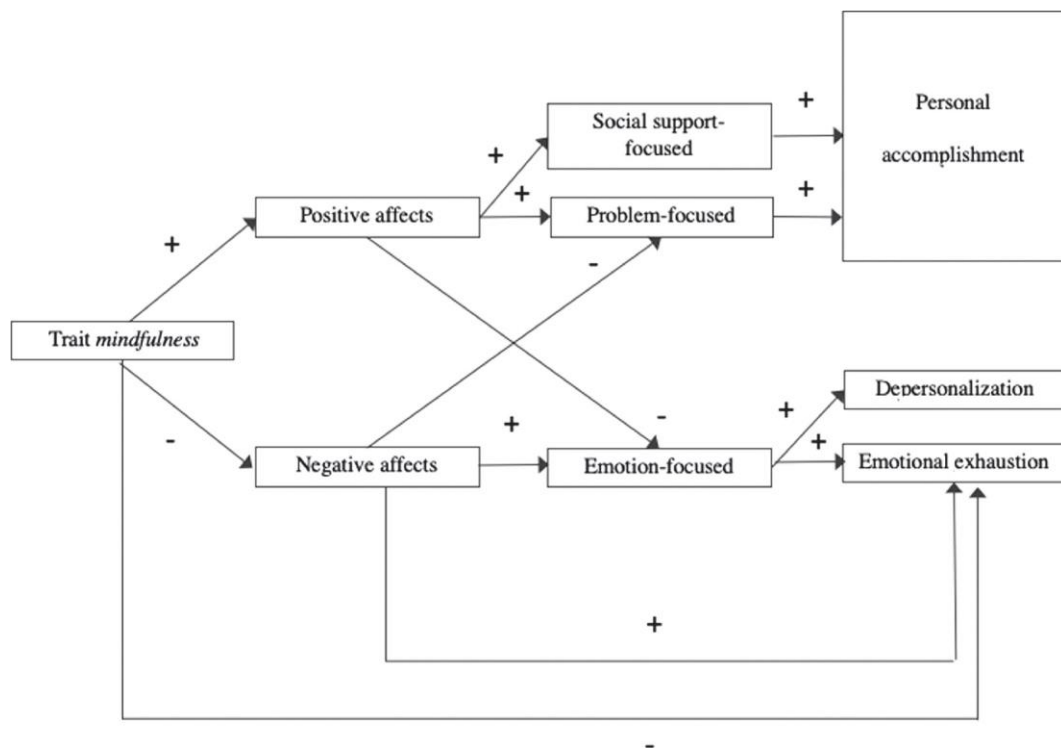 Personal
accomplishment
+
Social support-
focused
+
+
+
+
Positive affects
Problem-focused
+
-
Trait mindfulness
-
-
+
Negative affects
Emotion-focused
+
+
Depersonalization
Emotional exhaustion
+
-